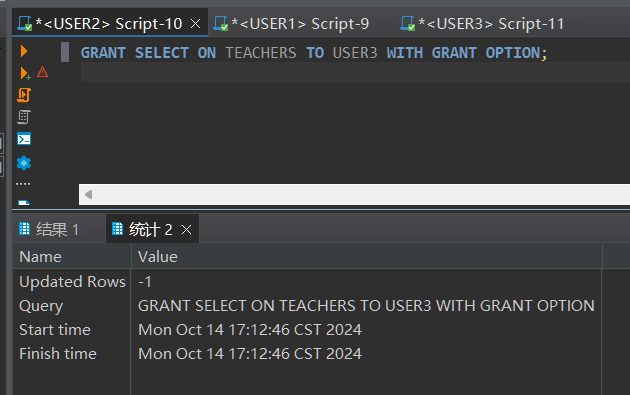 *<USER2> Script-10 *<USER1> Script-9 *<USER3> Script-11
GRANT SELECT ON TEACHERS TO USER3 WITH GRANT OPTION;
结果 1 统计 2
Name Value
Updated Rows -1
Query GRANT SELECT ON TEACHERS TO USER3 WITH GRANT OPTION
Start time Mon Oct 14 17:12:46 CST 2024
Finish time Mon Oct 14 17:12:46 CST 2024